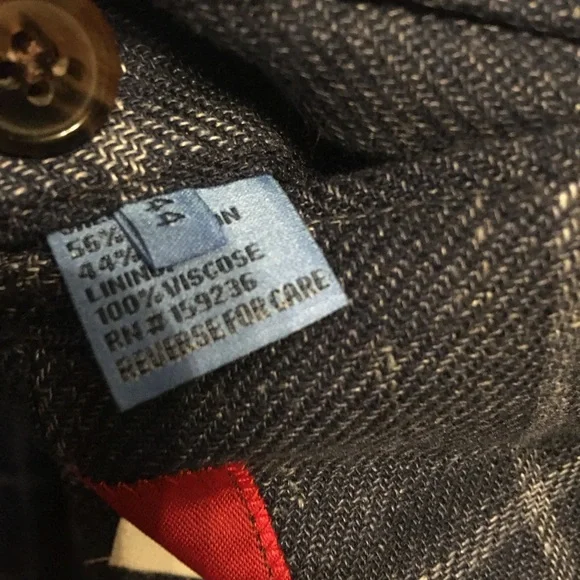 44
56%
44%
LINING:
100% VISCOSE
RN # 159236
REVERSE FOR CARE